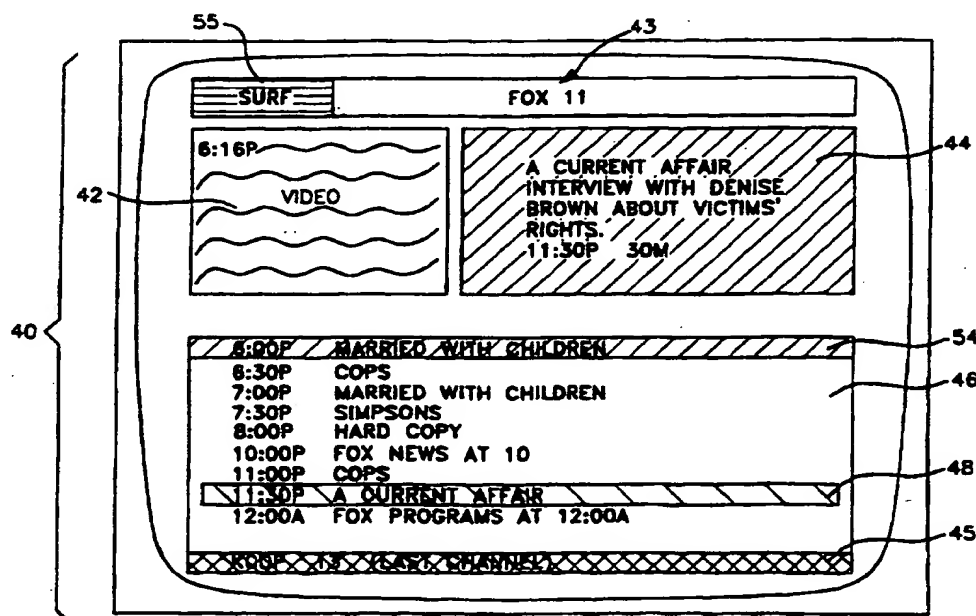 55
43
SURF FOX 11
44
6:16P
VIDEO
42
A CURRENT AFFAIR
INTERVIEW WITH DENISE
BROWN ABOUT VICTIMS'
RIGHTS.
11:30P 30M
40
54
6:00P MARRIED WITH CHILDREN
46
6:30P COPS
7:00P MARRIED WITH CHILDREN
7:30P SIMPSONS
8:00P HARD COPY
10:00P FOX NEWS AT 10
11:00P COPS
48
11:30P A CURRENT AFFAIR
12:00A FOX PROGRAMS AT 12:00A
45
13 (LAST CHANNEL)